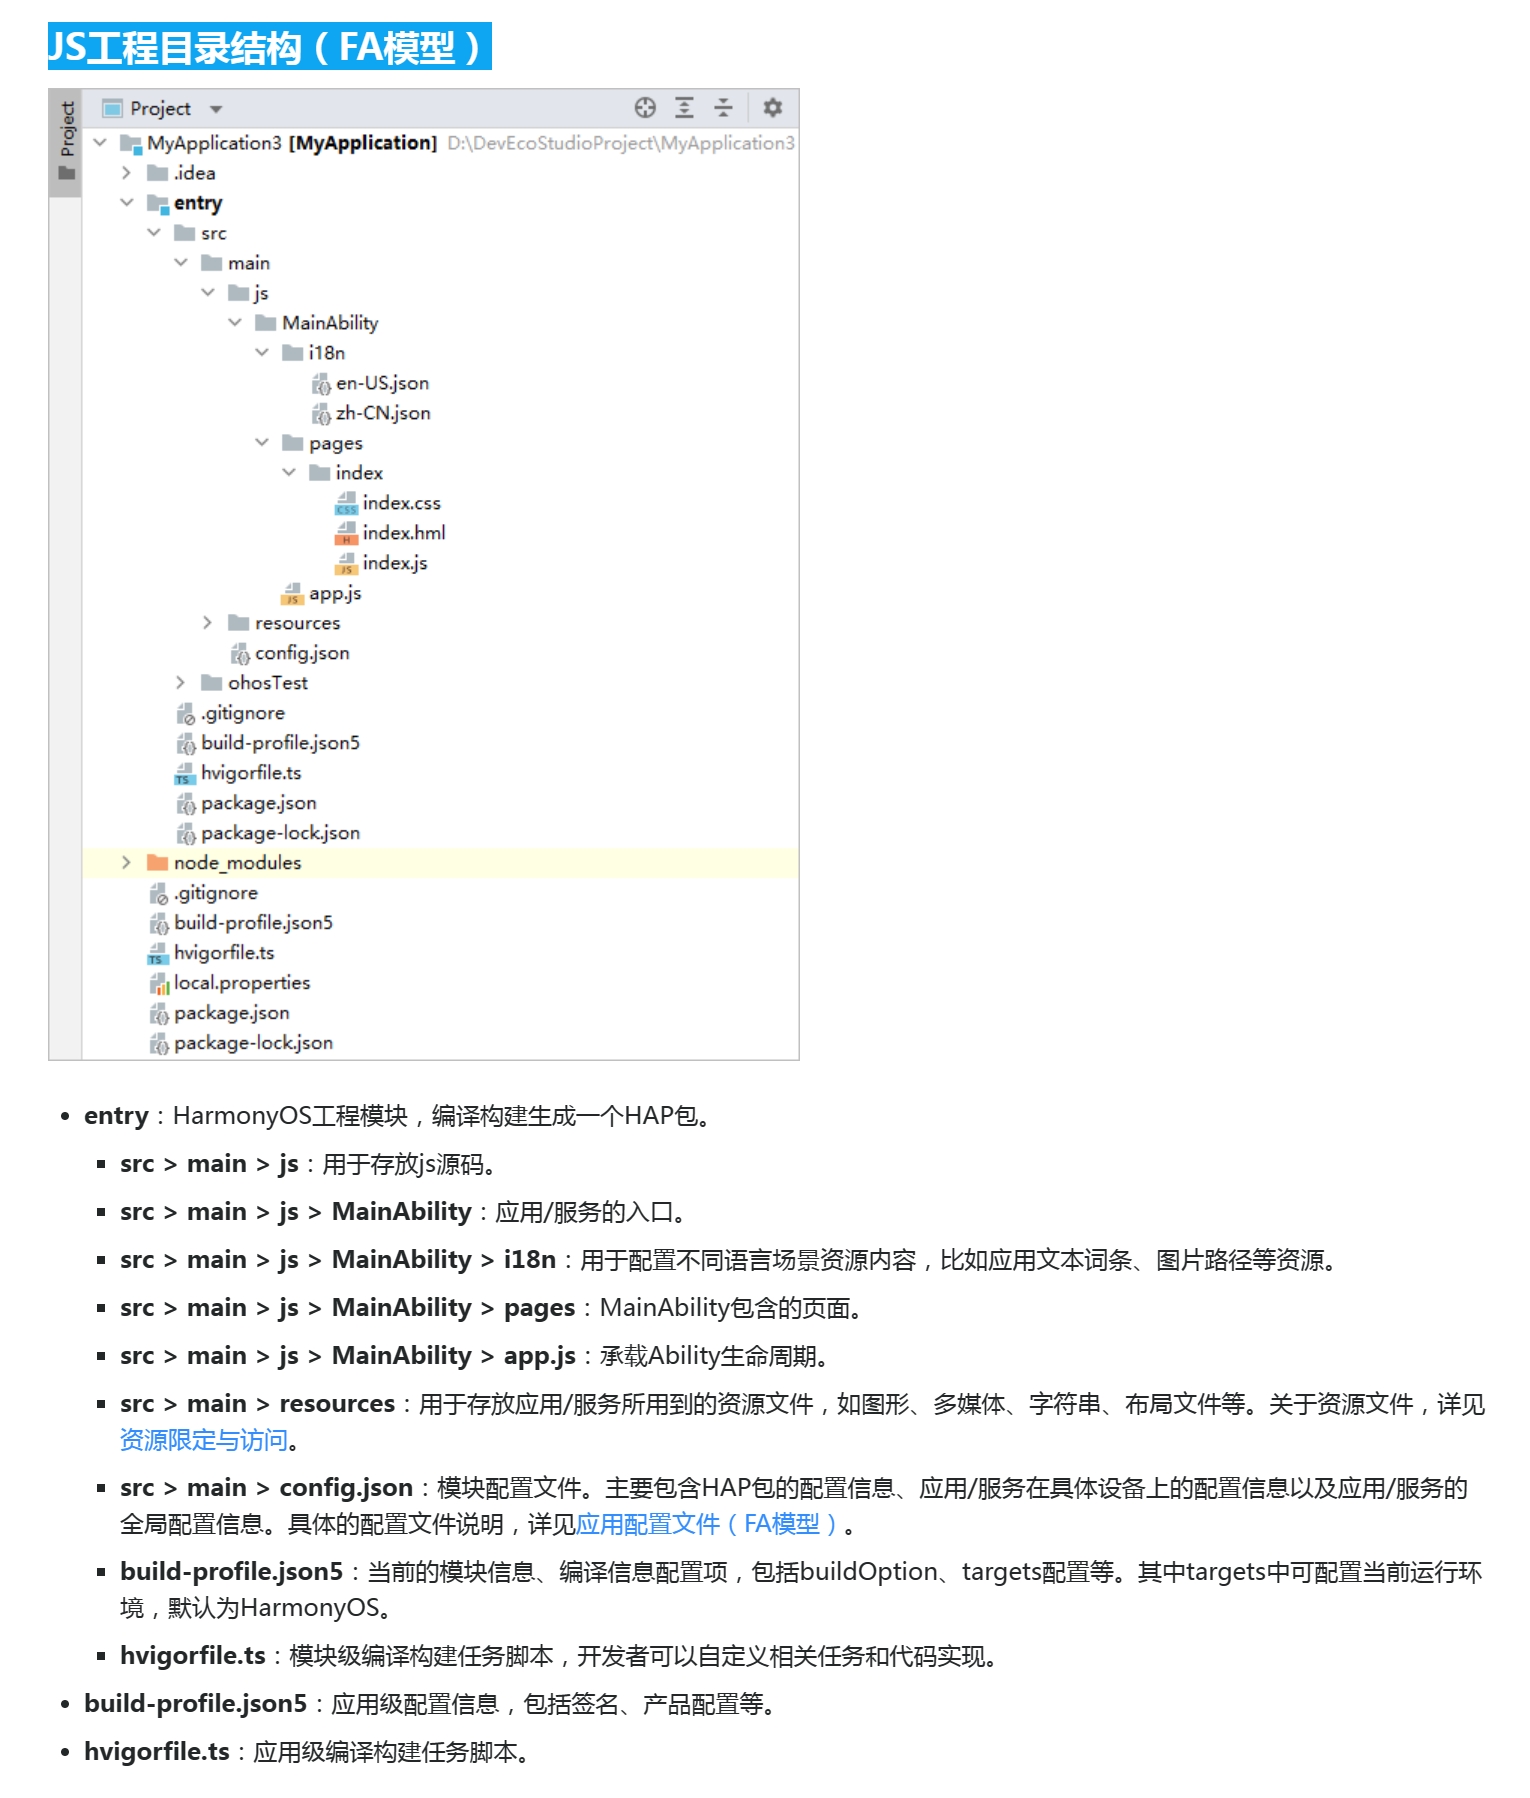 JS工程目录结构（FA模型）
Project
Project
MyApplication3 [MyApplication] D:\DevEcoStudioProject\MyApplication3
.idea
entry
src
main
js
MainAbility
i18n
en-US.json
zh-CN.json
pages
index
index.css
index.hml
index.js
app.js
resources
config.json
ohosTest
.gitignore
build-profile.json5
hvigorfile.ts
package.json
package-lock.json
node_modules
.gitignore
build-profile.json5
hvigorfile.ts
local.properties
package.json
package-lock.json
entry：HarmonyOS工程模块，编译构建生成一个HAP包。
src > main > js：用于存放js源码。
src > main > js > MainAbility：应用/服务的入口。
src > main > js > MainAbility > i18n：用于配置不同语言场景资源内容，比如应用文本词条、图片路径等资源。
src > main > js > MainAbility > pages：MainAbility包含的页面。
src > main > js > MainAbility > app.js：承载Ability生命周期。
src > main > resources：用于存放应用/服务所用到的资源文件，如图形、多媒体、字符串、布局文件等。关于资源文件，详见
资源限定与访问。
src > main > config.json：模块配置文件。主要包含HAP包的配置信息、应用/服务在具体设备上的配置信息以及应用/服务的
全局配置信息。具体的配置文件说明，详见应用配置文件（FA模型）。
build-profile.json5：当前的模块信息、编译信息配置项，包括buildOption、targets配置等。其中targets中可配置当前运行环
境，默认为HarmonyOS。
hvigorfile.ts：模块级编译构建任务脚本，开发者可以自定义相关任务和代码实现。
build-profile.json5：应用级配置信息，包括签名、产品配置等。
hvigorfile.ts：应用级编译构建任务脚本。